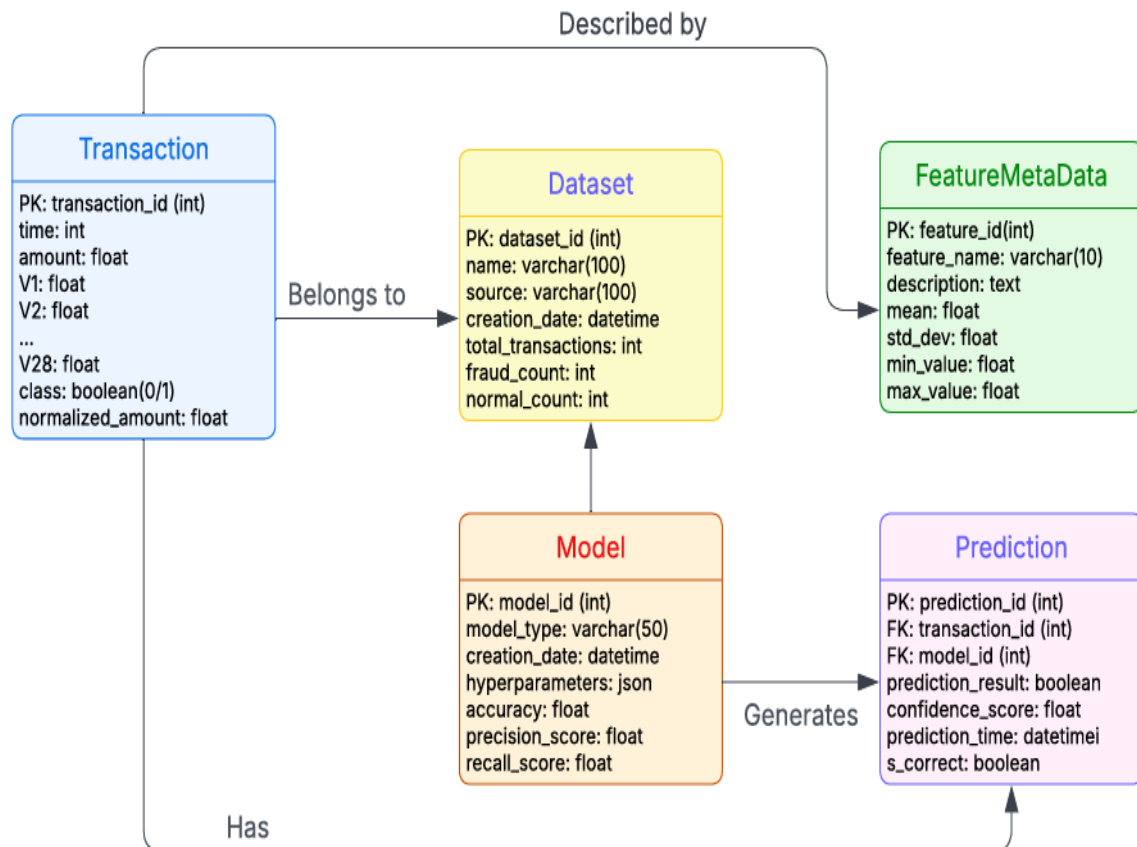 Described by
Transaction
PK: transaction_id (int)
time: int
amount: float
V1: float
V2: float
...
V28: float
class: boolean(0/1)
normalized_amount: float
Belongs to
Dataset
PK: dataset_id (int)
name: varchar(100)
source: varchar(100)
creation_date: datetime
total_transactions: int
fraud_count: int
normal_count: int
FeatureMetaData
PK: feature_id(int)
feature_name: varchar(10)
description: text
mean: float
std_dev: float
min_value: float
max_value: float
Model
PK: model_id (int)
model_type: varchar(50)
creation_date: datetime
hyperparameters: json
accuracy: float
precision_score: float
recall_score: float
Generates
Prediction
PK: prediction_id (int)
FK: transaction_id (int)
FK: model_id (int)
prediction_result: boolean
confidence_score: float
prediction_time: datetimei
s_correct: boolean
Has